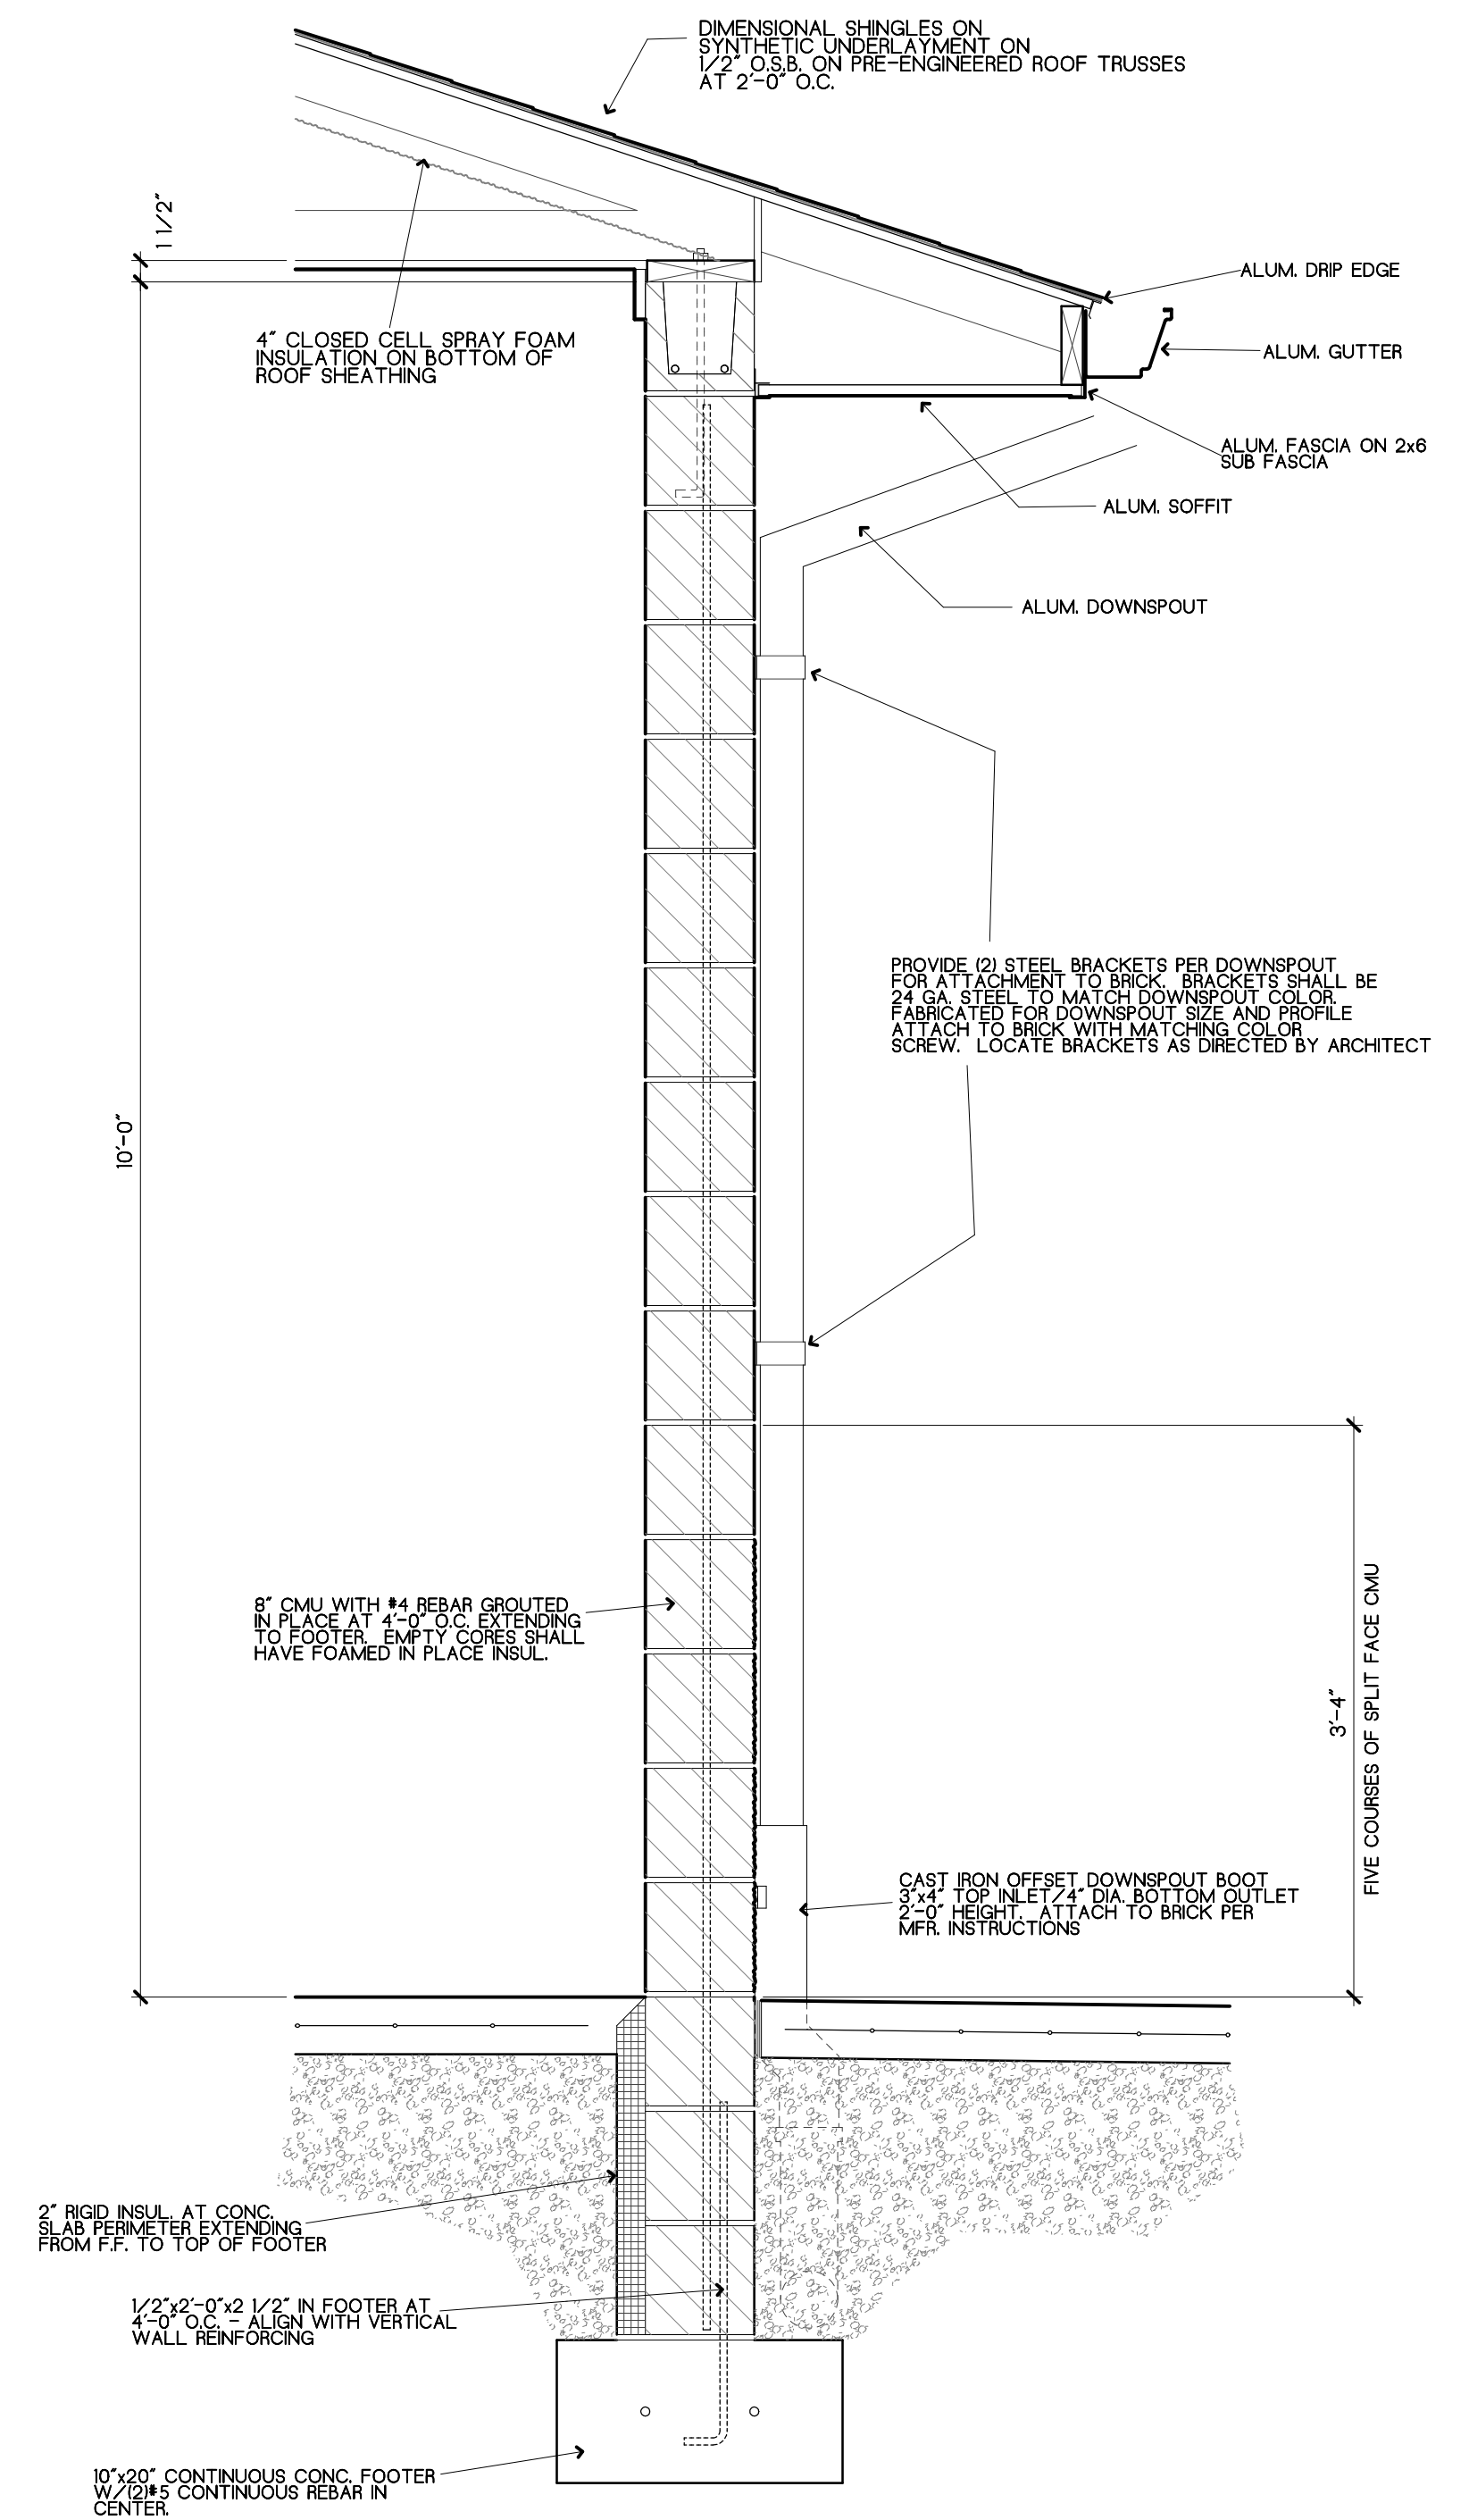 DIMENSIONAL SHINGLES ON
SYNTHETIC UNDERLAYMENT ON
1/2" O.S.B. ON PRE-ENGINEERED ROOF TRUSSES
AT 2'-0" O.C.
1 1/2"
ALUM. DRIP EDGE
4" CLOSED CELL SPRAY FOAM
INSULATION ON BOTTOM OF
ROOF SHEATHING
ALUM. GUTTER
ALUM. FASCIA ON 2x6
SUB FASCIA
ALUM. SOFFIT
ALUM. DOWNSPOUT
PROVIDE (2) STEEL BRACKETS PER DOWNSPOUT
FOR ATTACHMENT TO BRICK. BRACKETS SHALL BE
24 GA. STEEL TO MATCH DOWNSPOUT COLOR.
FABRICATED FOR DOWNSPOUT SIZE AND PROFILE
ATTACH TO BRICK WITH MATCHING COLOR
SCREW. LOCATE BRACKETS AS DIRECTED BY ARCHITECT
10'-0"
8" CMU WITH #4 REBAR GROUTED
IN PLACE AT 4'-0" O.C. EXTENDING
TO FOOTER. EMPTY CORES SHALL
HAVE FOAMED IN PLACE INSUL.
3'-4"
FIVE COURSES OF SPLIT FACE CMU
CAST IRON OFFSET DOWNSPOUT BOOT
3"x4" TOP INLET/4" DIA. BOTTOM OUTLET
2'-0" HEIGHT. ATTACH TO BRICK PER
MFR. INSTRUCTIONS
2" RIGID INSUL. AT CONC.
SLAB PERIMETER EXTENDING
FROM F.F. TO TOP OF FOOTER
1/2"x2'-0"x2 1/2" IN FOOTER AT
4'-0" O.C. - ALIGN WITH VERTICAL
WALL REINFORCING
10"x20" CONTINUOUS CONC. FOOTER
W/(2)#5 CONTINUOUS REBAR IN
CENTER.